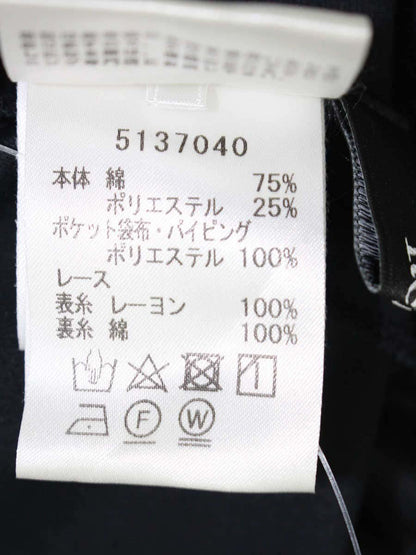 5137040
本体 綿 75%
ポリエステル 25%
ポケット袋布・パイピング
ポリエステル 100%
レース
表糸 レーヨン 100%
裏糸 綿 100%
F W